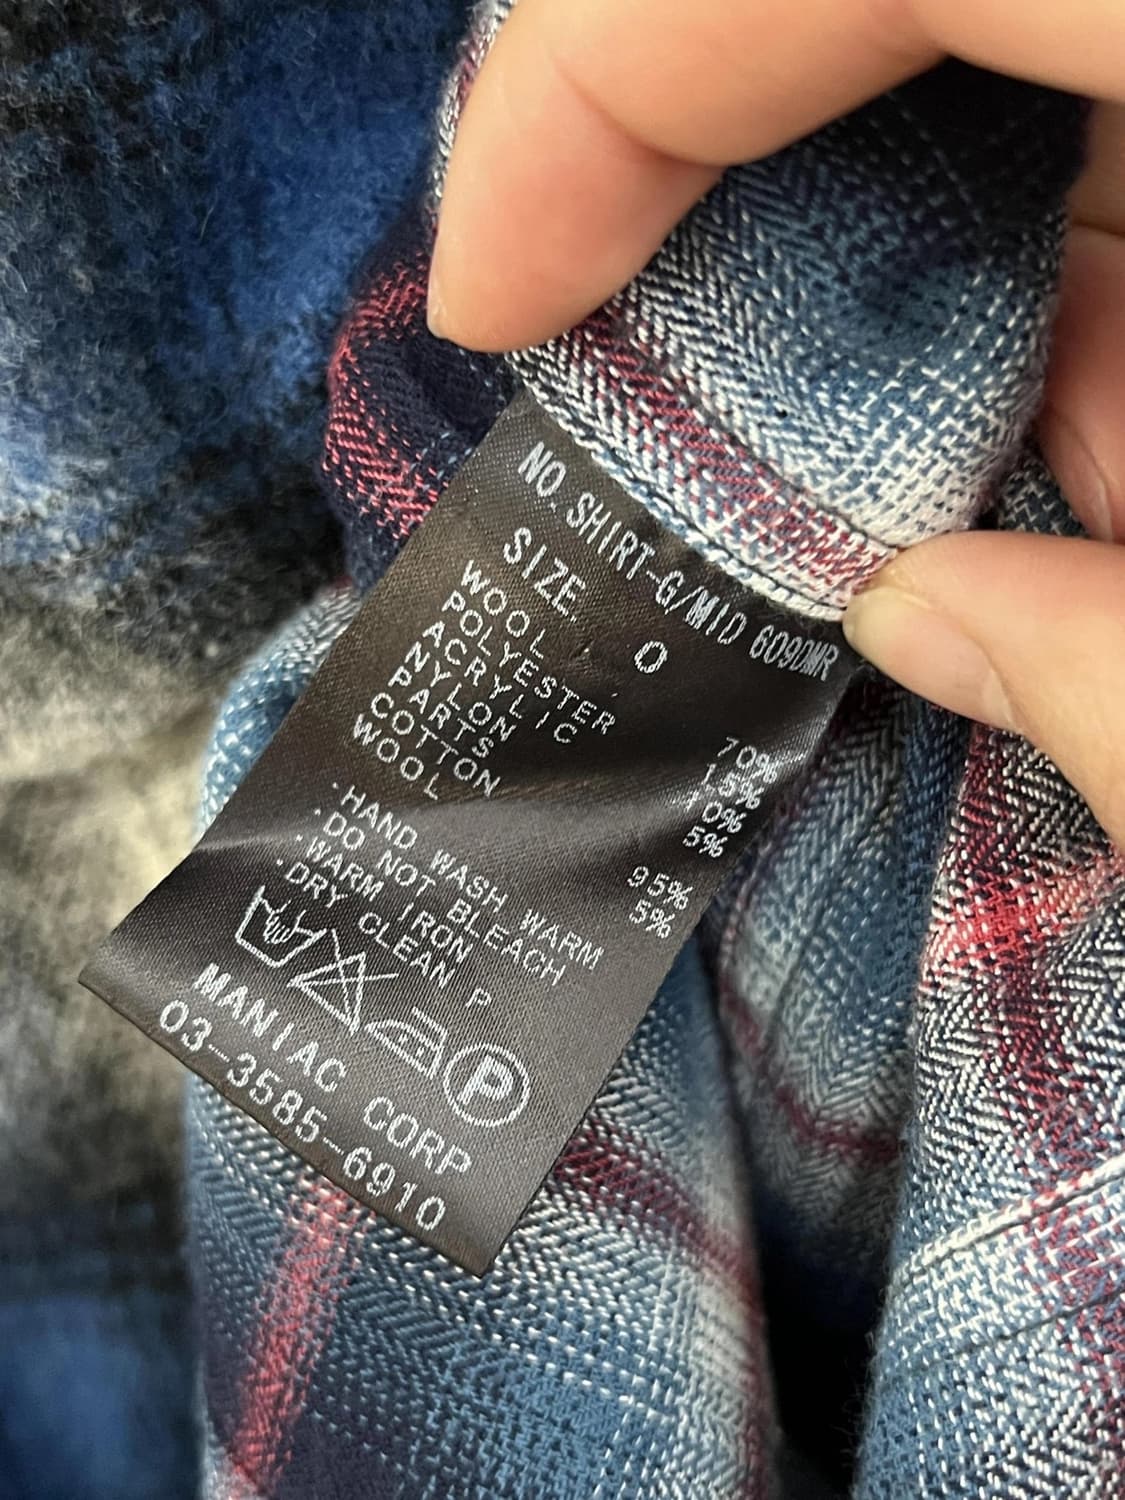 NO. SHIRT-G/MID 609DMR
SIZE. 0
WOOL 70%
POLYESTER 15%
ACRYLIC 10%
NYLON 5%
PARTS
COTTON 95%
WOOL 5%
·HAND WASH WARM
·DO NOT BLEACH
·WARM IRON
·DRY CLEAN P
P
MANIAC CORP
03-3585-6910